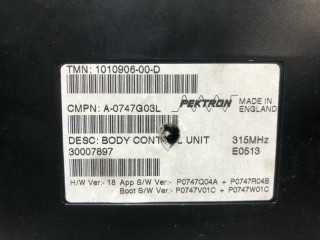 TMN: 1010906-00-D
CMPN: A-0747G03L PEKTRON MADE IN ENGLAND
DESC: BODY CONTROL UNIT 315MHz
30007897 E0513
H/W Ver:- 18 App S/W Ver:- P0747Q04A + P0747R04B
Boot S/W Ver:- P0747V01C + P0747W01C